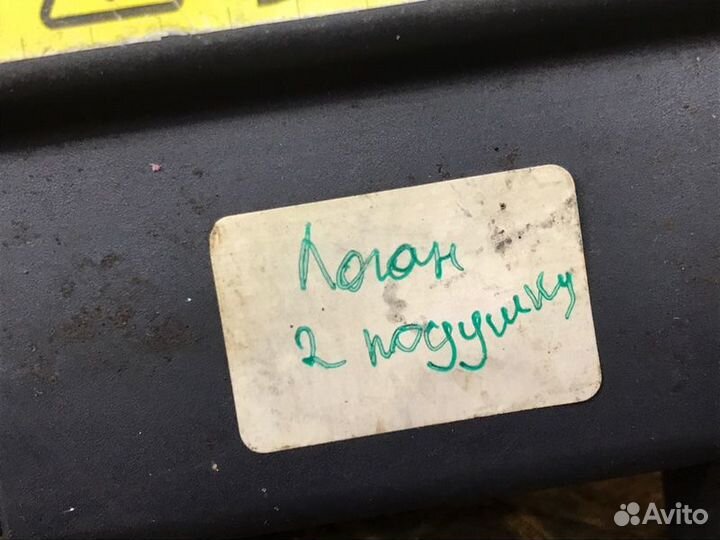 Логан
2 подушки
Avito